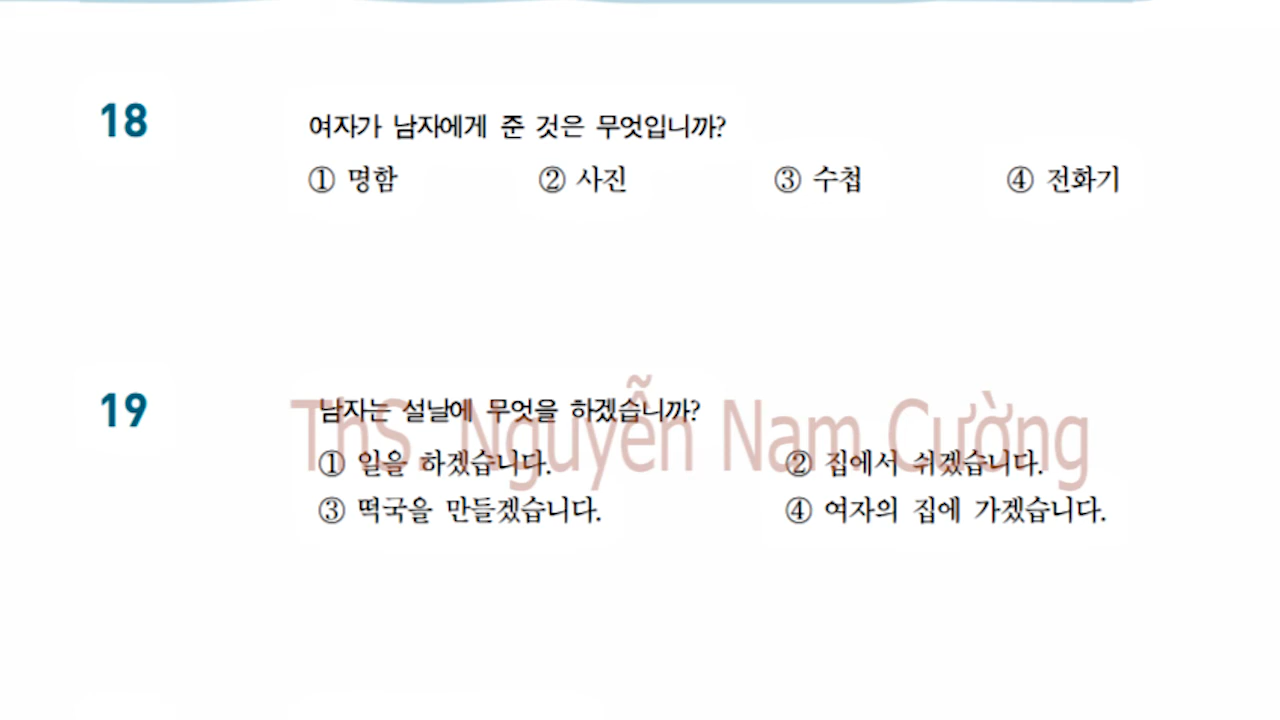 18
여자가 남자에게 준 것은 무엇입니까?
① 명함 ② 사진 ③ 수첩 ④ 전화기
19
남자는 설날에 무엇을 하겠습니까?
ThS. Nguyễn Nam Cường
① 일을 하겠습니다. ② 집에서 쉬겠습니다.
③ 떡국을 만들겠습니다. ④ 여자의 집에 가겠습니다.